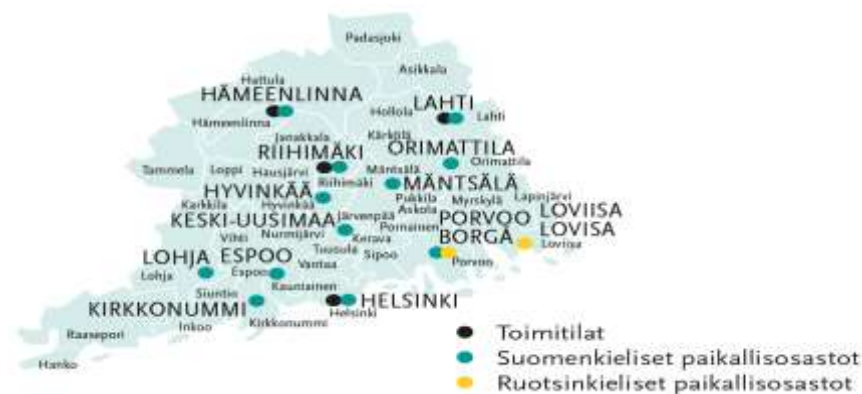 Padasjoki
Asikkala
Hattula
HÄMEENLINNA
Hämeenlinna
Hollola
LAHTI
Lahti
Janakkala
Kärkölä
RIIHIMÄKI
ORIMATTILA
Orimattila
Tammela
Loppi
Hausjärvi
Riihimäki
Mäntsälä
MÄNTSÄLÄ
HYVINKÄÄ
Hyvinkää
Karkkila
Pukkila
Myrskylä
Lapinjärvi
Askola
KESKI-UUSIMAA
Järvenpää
Pornainen
PORVOO
BORGÅ
Porvoo
LOVIISA
LOVISA
Loviisa
Vihti
Nurmijärvi
Kerava
Tuusula
Sipoo
LOHJA
Lohja
ESPOO
Espoo
Vantaa
Kauniainen
Siuntio
KIRKKONUMMI
Kirkkonummi
HELSINKI
Helsinki
Inkoo
Raasepori
Hanko
Toimitilat
Suomenkieliset paikallisosastot
Ruotsinkieliset paikallisosastot